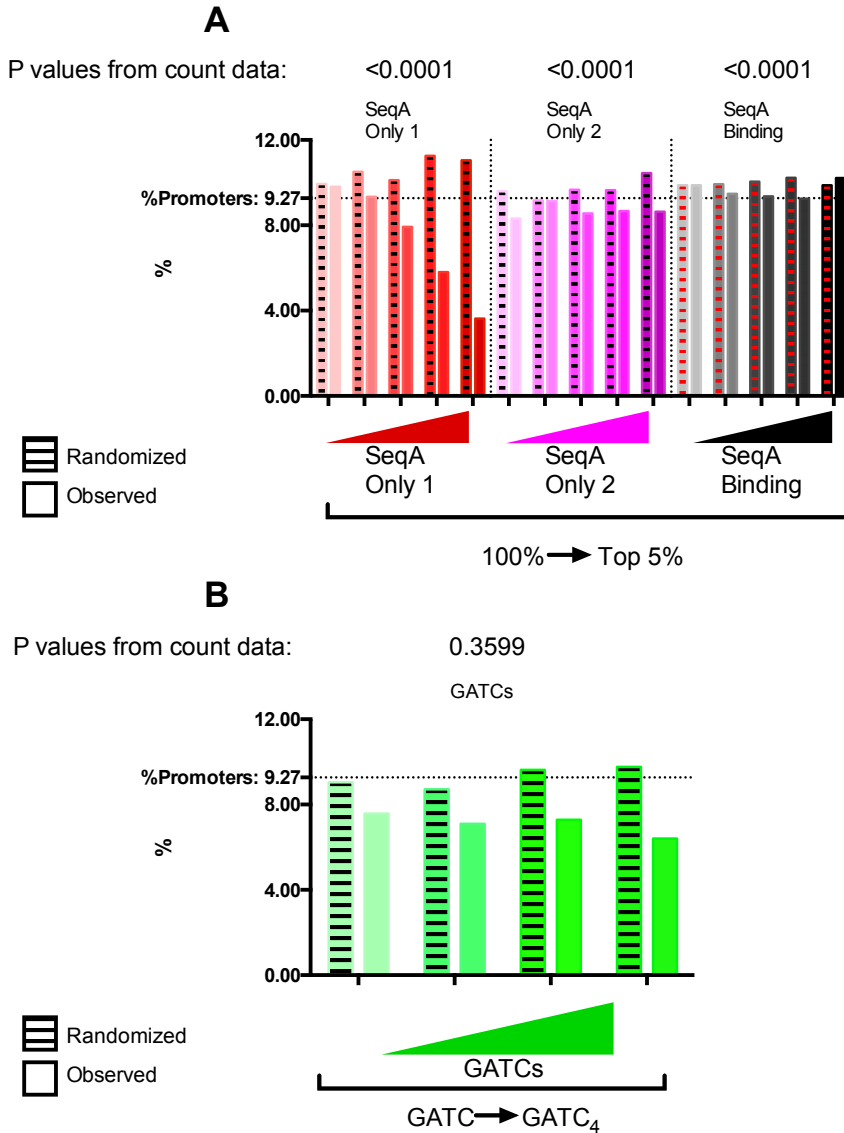 A
P values from count data: <0.0001 <0.0001 <0.0001
SeqA Only 1
SeqA Only 2
SeqA Binding
12.00
%Promoters: 9.27
8.00
%
4.00
0.00
Randomized
Observed
SeqA Only 1
SeqA Only 2
SeqA Binding
100% → Top 5%
B
P values from count data: 0.3599
GATCs
12.00
%Promoters: 9.27
8.00
%
4.00
0.00
Randomized
Observed
GATCs
GATC → GATC₄